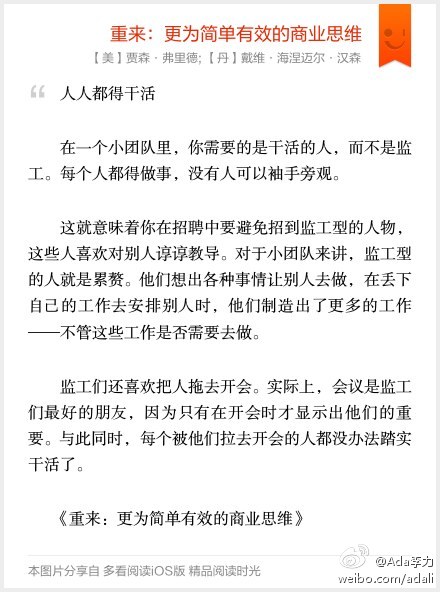 重来：更为简单有效的商业思维
【美】贾森·弗里德;【丹】戴维·海涅迈尔·汉森
“ 人人都得干活
在一个小团队里，你需要的是干活的人，而不是监
工。每个人都得做事，没有人可以袖手旁观。
这就意味着你在招聘中要避免招到监工型的人物，
这些人喜欢对别人谆谆教导。对于小团队来讲，监工型
的人就是累赘。他们想出各种事情让别人去做，在丢下
自己的工作去安排别人时，他们制造出了更多的工作
——不管这些工作是否需要去做。
监工们还喜欢把人拖去开会。实际上，会议是监工
们最好的朋友，因为只有在开会时才显示出他们的重
要。与此同时，每个被他们拉去开会的人都没办法踏实
干活了。
《重来：更为简单有效的商业思维》
本图片分享自 多看阅读iOS版 精品阅读时光
@Ada李力
weibo.com/adali